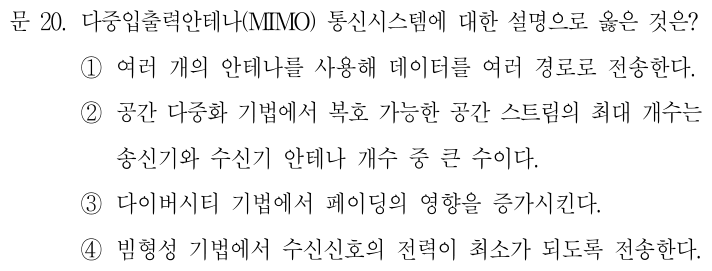 문 20. 다중입출력안테나(MIMO) 통신시스템에 대한 설명으로 옳은 것은?
① 여러 개의 안테나를 사용해 데이터를 여러 경로로 전송한다.
② 공간 다중화 기법에서 복호 가능한 공간 스트림의 최대 개수는
송신기와 수신기 안테나 개수 중 큰 수이다.
③ 다이버시티 기법에서 페이딩의 영향을 증가시킨다.
④ 빔형성 기법에서 수신신호의 전력이 최소가 되도록 전송한다.